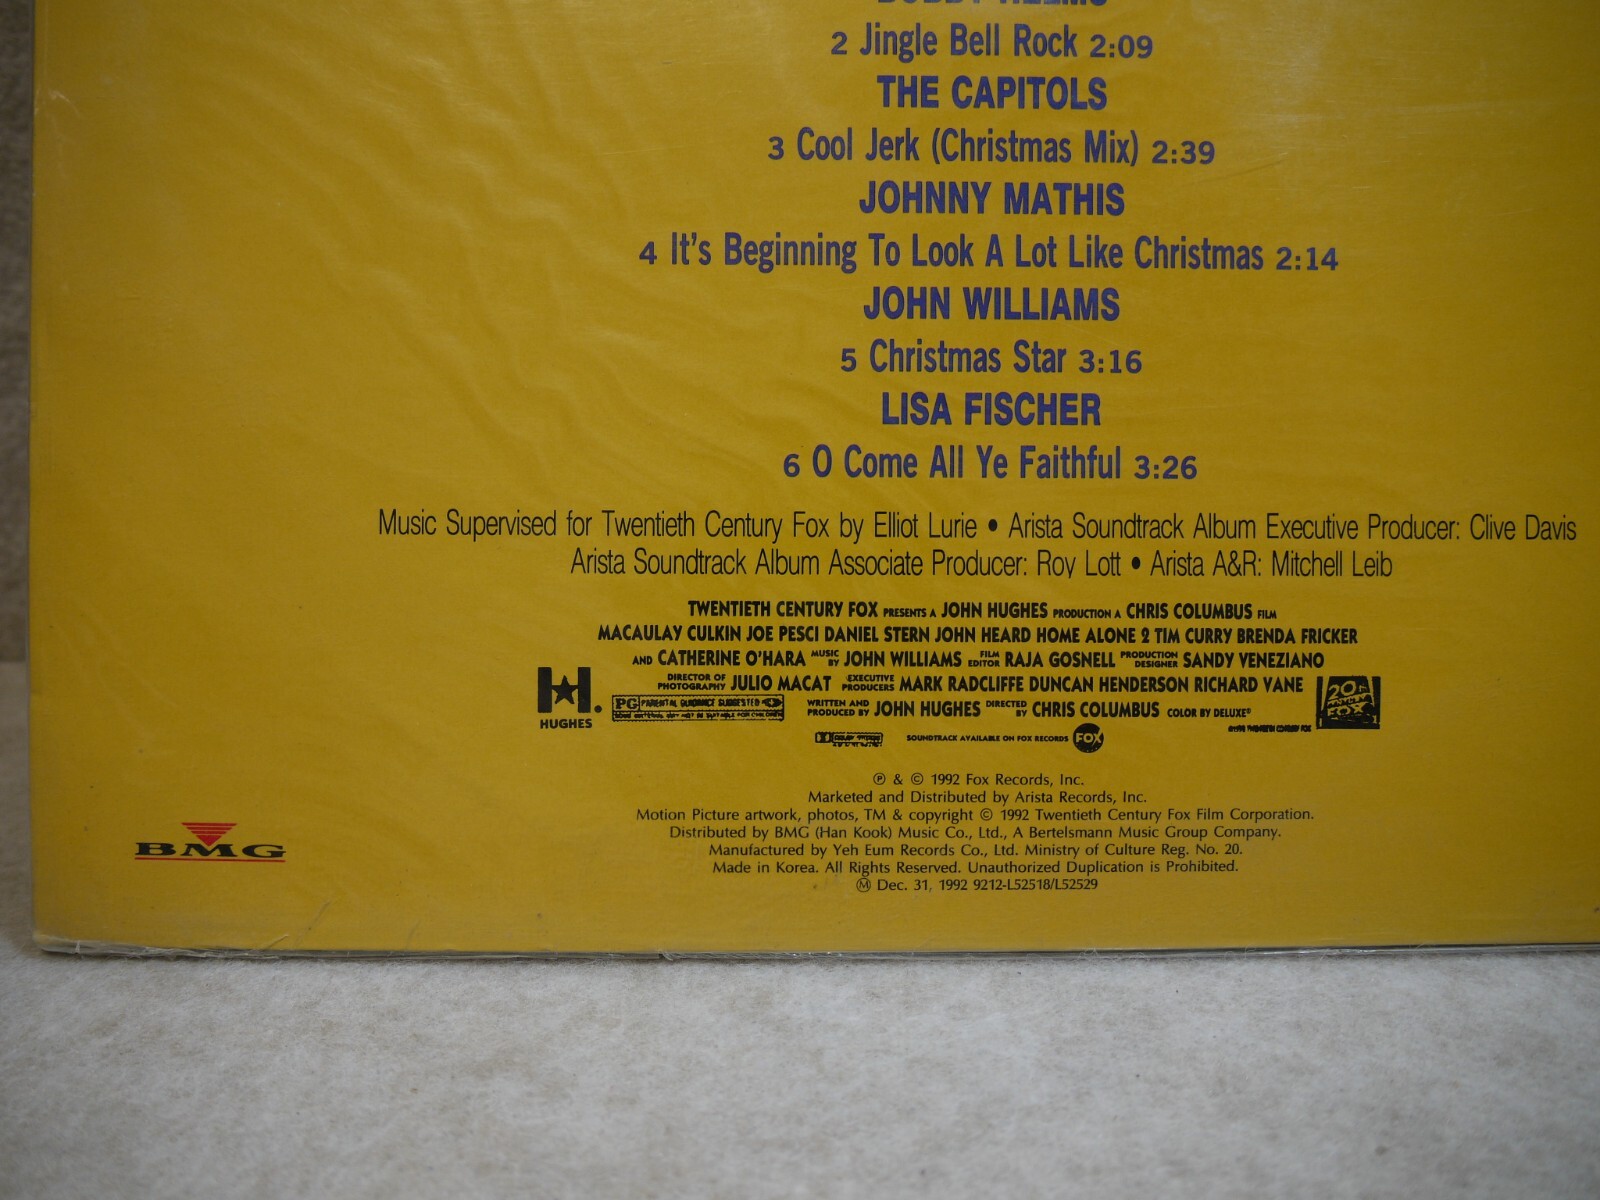 BOBBY HELMS
2 Jingle Bell Rock 2:09
THE CAPITOLS
3 Cool Jerk (Christmas Mix) 2:39
JOHNNY MATHIS
4 It's Beginning To Look A Lot Like Christmas 2:14
JOHN WILLIAMS
5 Christmas Star 3:16
LISA FISCHER
6 O Come All Ye Faithful 3:26
Music Supervised for Twentieth Century Fox by Elliot Lurie • Arista Soundtrack Album Executive Producer: Clive Davis
Arista Soundtrack Album Associate Producer: Roy Lott • Arista A&R: Mitchell Leib
TWENTIETH CENTURY FOX PRESENTS A JOHN HUGHES PRODUCTION A CHRIS COLUMBUS FILM
MACAULAY CULKIN JOE PESCI DANIEL STERN JOHN HEARD HOME ALONE 2 TIM CURRY BRENDA FRICKER
AND CATHERINE O'HARA MUSIC BY JOHN WILLIAMS FILM EDITOR RAJA GOSNELL PRODUCTION DESIGNER SANDY VENEZIANO
DIRECTOR OF PHOTOGRAPHY JULIO MACAT EXECUTIVE PRODUCERS MARK RADCLIFFE DUNCAN HENDERSON RICHARD VANE
HUGHES
PG PARENTAL GUIDANCE SUGGESTED
WRITTEN AND PRODUCED BY JOHN HUGHES DIRECTED BY CHRIS COLUMBUS COLOR BY DELUXE®
20TH CENTURY FOX
SOUNDTRACK AVAILABLE ON FOX RECORDS FOX
℗ & © 1992 Fox Records, Inc.
Marketed and Distributed by Arista Records, Inc.
Motion Picture artwork, photos, TM & copyright © 1992 Twentieth Century Fox Film Corporation.
Distributed by BMG (Han Kook) Music Co., Ltd., A Bertelsmann Music Group Company.
Manufactured by Yeh Eum Records Co., Ltd. Ministry of Culture Reg. No. 20.
Made in Korea. All Rights Reserved. Unauthorized Duplication is Prohibited.
Ⓜ Dec. 31, 1992 9212-L52518/L52529
BMG